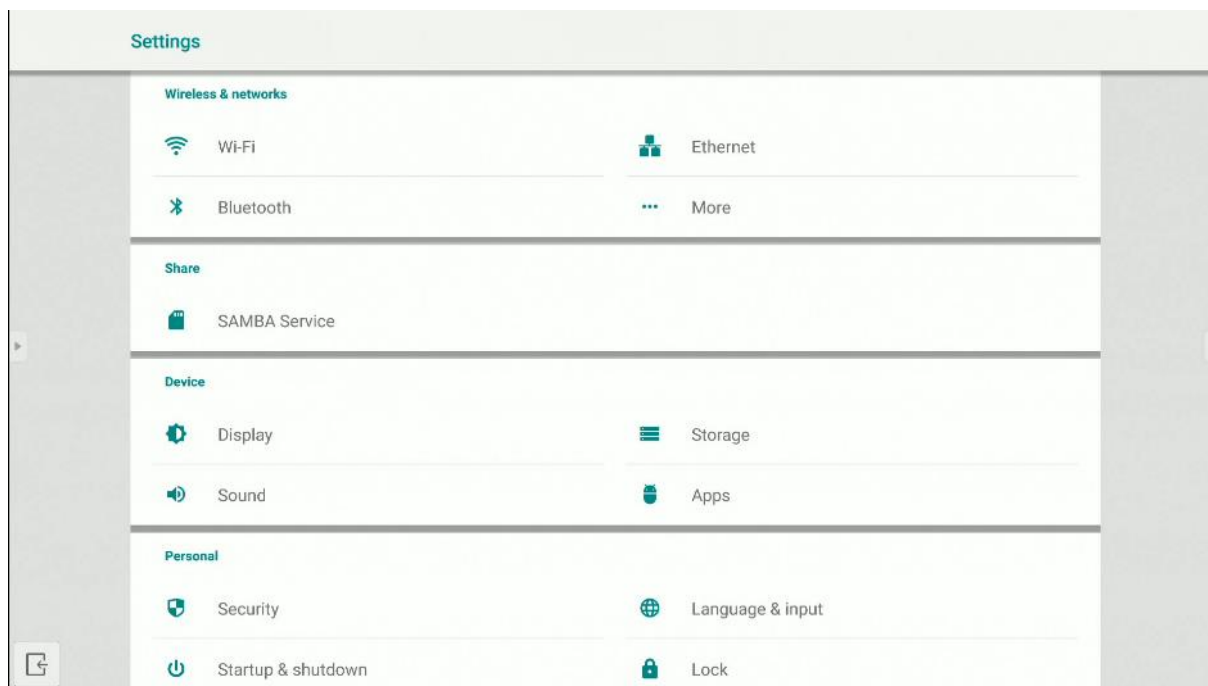 Settings
Wireless & networks
Wi-Fi
Ethernet
Bluetooth
More
Share
SAMBA Service
Device
Display
Storage
Sound
Apps
Personal
Security
Language & input
Startup & shutdown
Lock